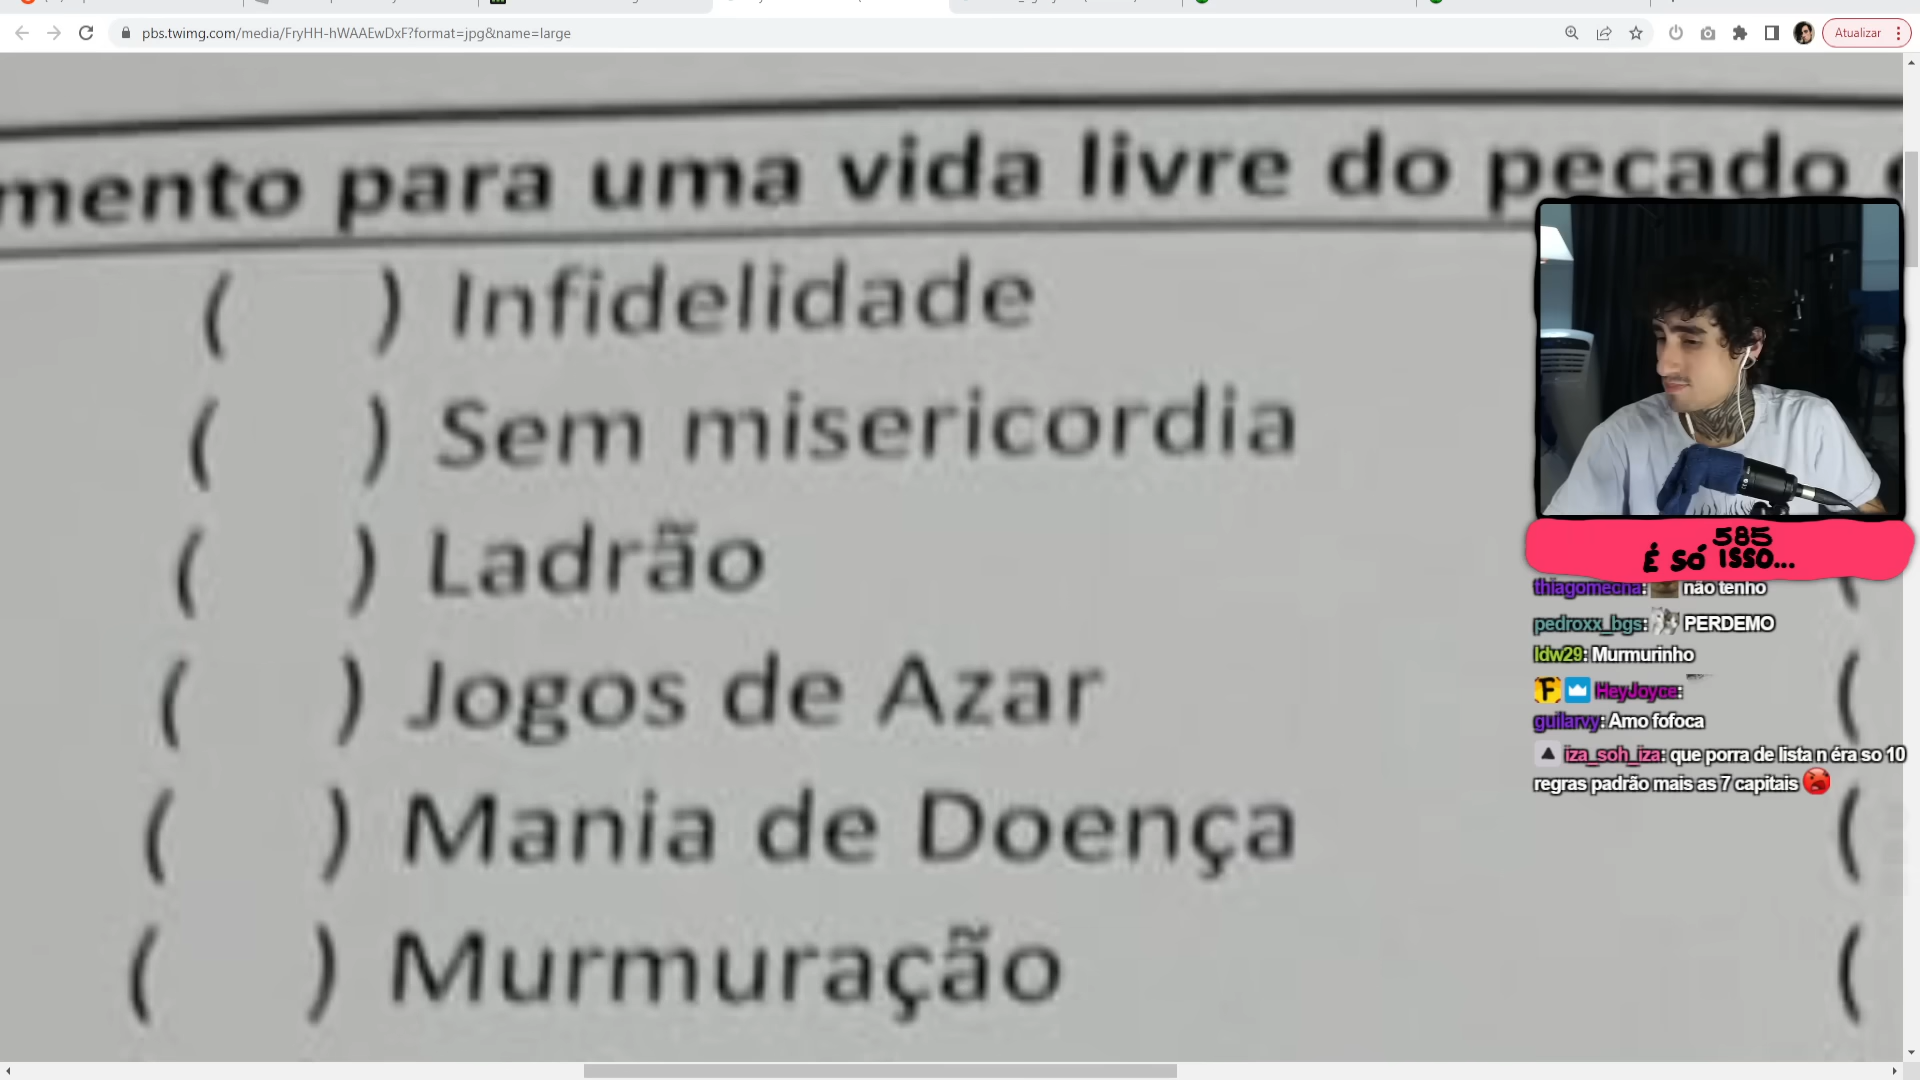 pbs.twimg.com/media/FryHH-hWAAEwDxF?format=jpg&name=large
Atualizar
mento para uma vida livre do pecado
( ) Infidelidade
( ) Sem misericordia
( ) Ladrão
( ) Jogos de Azar
( ) Mania de Doença
( ) Murmuração
585
É SÓ ISSO...
thiagomecna: não tenho
pedroxx_bgs: PERDEMO
ldw29: Murmurinho
F HeyJoyce:
guilarvy: Amo fofoca
iza_soh_iza: que porra de lista n éra so 10
regras padrão mais as 7 capitais